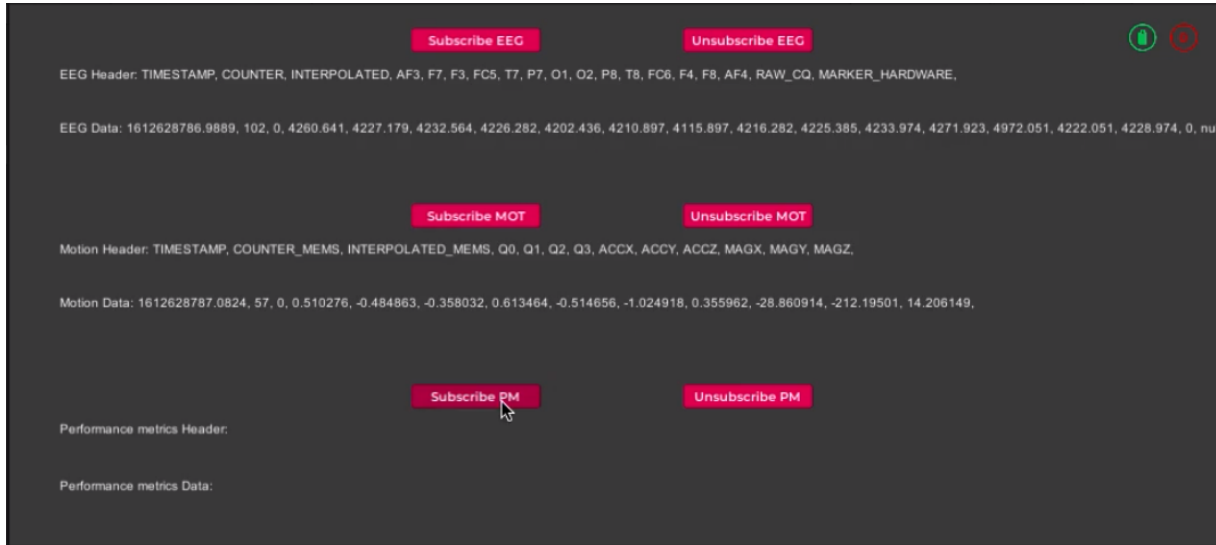 Subscribe EEG Unsubscribe EEG
EEG Header: TIMESTAMP, COUNTER, INTERPOLATED, AF3, F7, F3, FC5, T7, P7, O1, O2, P8, T8, FC6, F4, F8, AF4, RAW_CQ, MARKER_HARDWARE,
EEG Data: 1612628786.9889, 102, 0, 4260.641, 4227.179, 4232.564, 4226.282, 4202.436, 4210.897, 4115.897, 4216.282, 4225.385, 4233.974, 4271.923, 4972.051, 4222.051, 4228.974, 0, nu
Subscribe MOT Unsubscribe MOT
Motion Header: TIMESTAMP, COUNTER_MEMS, INTERPOLATED_MEMS, Q0, Q1, Q2, Q3, ACCX, ACCY, ACCZ, MAGX, MAGY, MAGZ,
Motion Data: 1612628787.0824, 57, 0, 0.510276, -0.484863, -0.358032, 0.613464, -0.514656, -1.024918, 0.355962, -28.860914, -212.19501, 14.206149,
Subscribe PM Unsubscribe PM
Performance metrics Header:
Performance metrics Data: